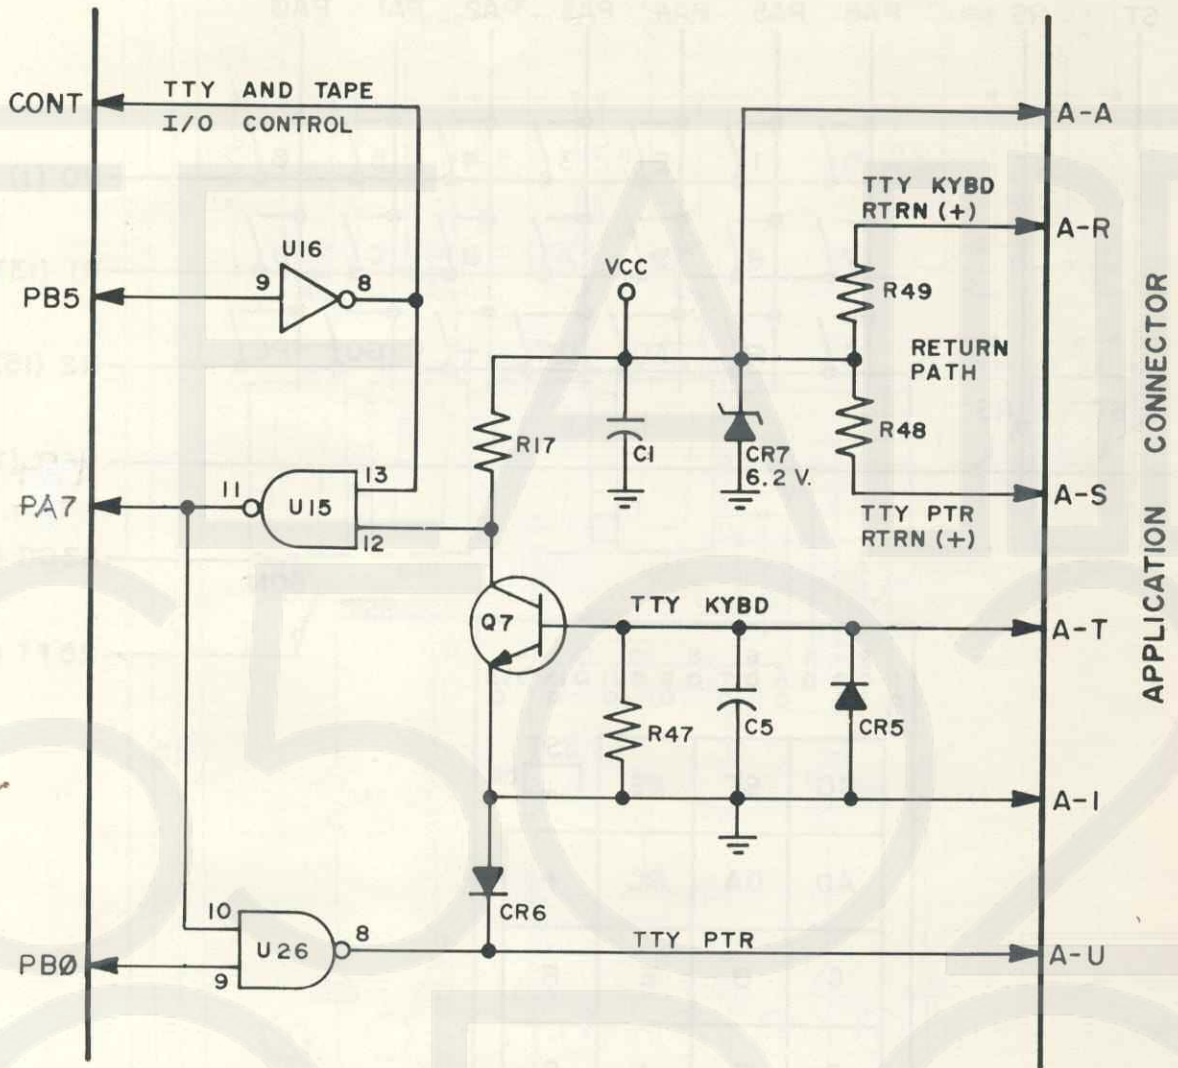 CONT
TTY AND TAPE
I/O CONTROL
A-A
TTY KYBD
RTRN (+)
A-R
U16
9
8
PB5
VCC
R49
RETURN
PATH
R17
C1
CR7
6.2 V.
R48
13
11
U15
PA7
12
A-S
TTY PTR
RTRN (+)
APPLICATION CONNECTOR
Q7
TTY KYBD
A-T
R47
C5
CR5
A-I
CR6
10
U26
8
TTY PTR
A-U
PBØ
9